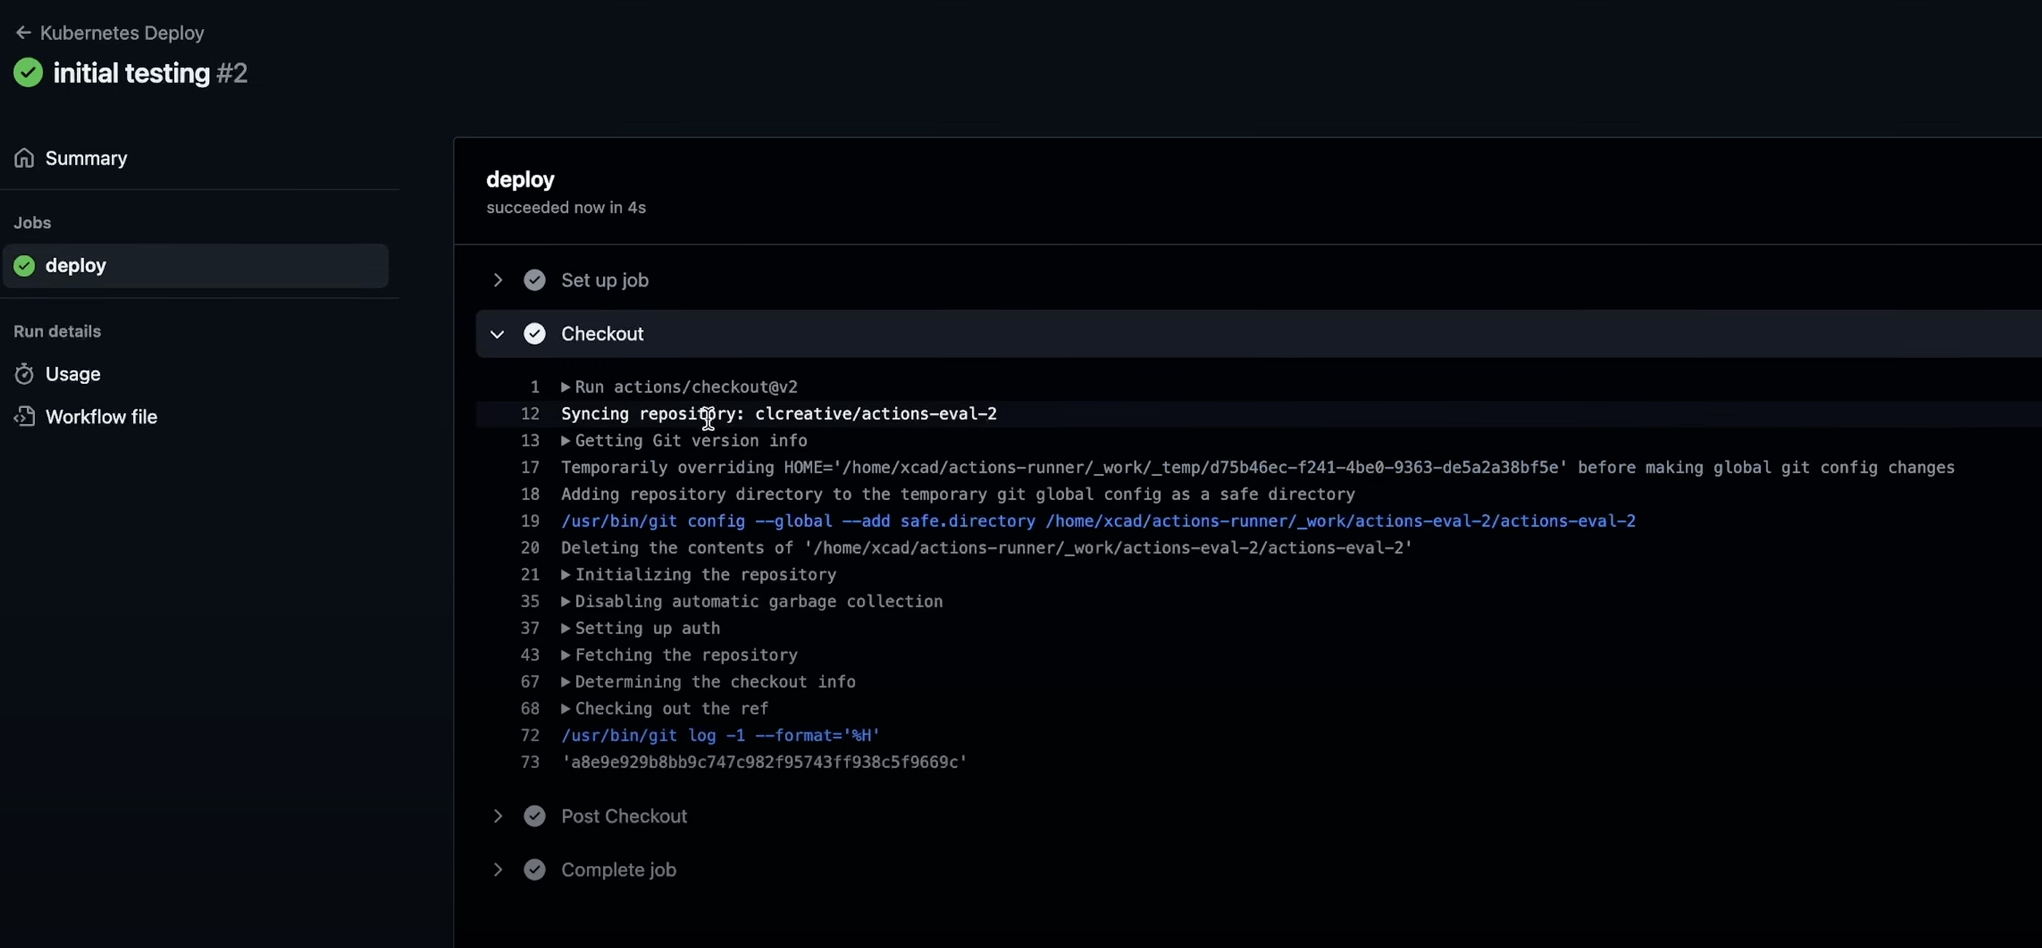 ← Kubernetes Deploy
initial testing #2
Summary
Jobs
deploy
Run details
Usage
Workflow file
deploy
succeeded now in 4s
Set up job
Checkout
1 ▶Run actions/checkout@v2
12 Syncing repository: clcreative/actions-eval-2
13 ▶Getting Git version info
17 Temporarily overriding HOME='/home/xcad/actions-runner/_work/_temp/d75b46ec-f241-4be0-9363-de5a2a38bf5e' before making global git config changes
18 Adding repository directory to the temporary git global config as a safe directory
19 /usr/bin/git config --global --add safe.directory /home/xcad/actions-runner/_work/actions-eval-2/actions-eval-2
20 Deleting the contents of '/home/xcad/actions-runner/_work/actions-eval-2/actions-eval-2'
21 ▶Initializing the repository
35 ▶Disabling automatic garbage collection
37 ▶Setting up auth
43 ▶Fetching the repository
67 ▶Determining the checkout info
68 ▶Checking out the ref
72 /usr/bin/git log -1 --format='%H'
73 'a8e9e929b8bb9c747c982f95743ff938c5f9669c'
Post Checkout
Complete job